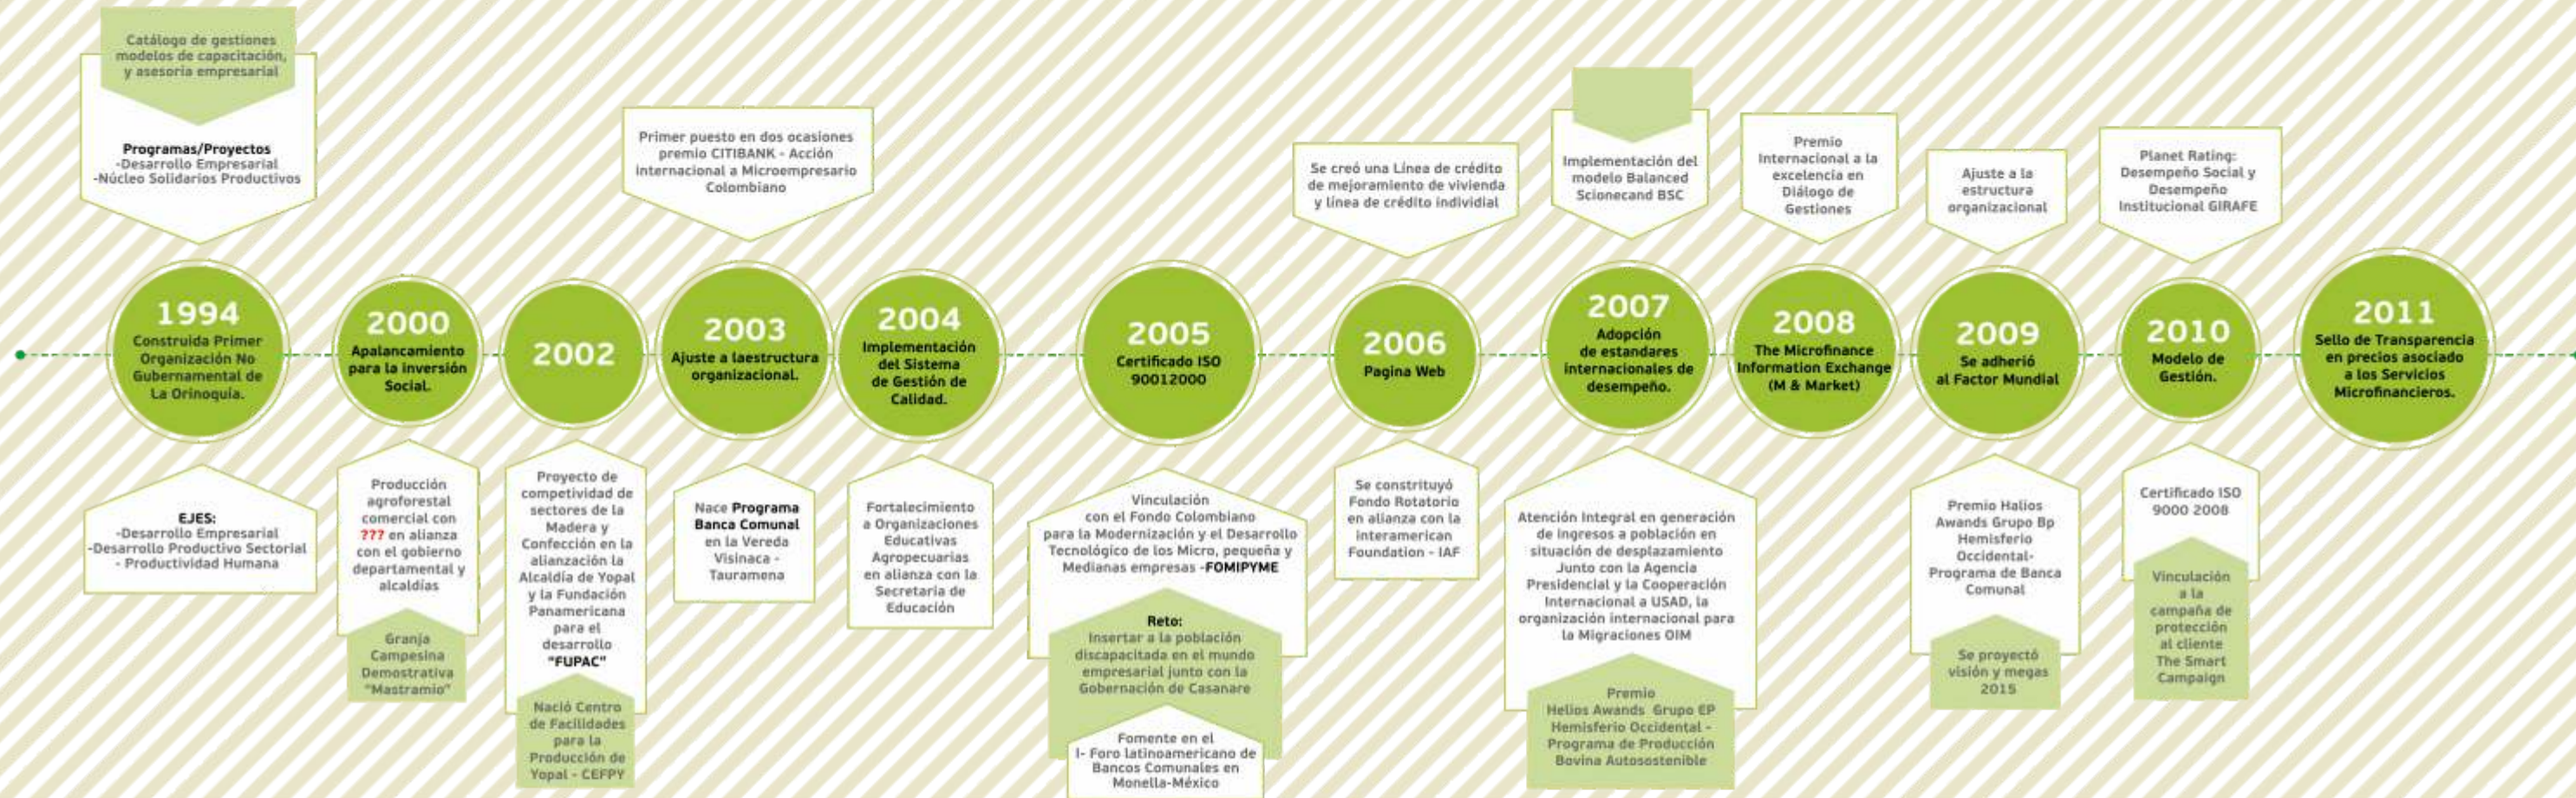 Catálogo de gestiones
modelos de capacitación,
y asesoria empresarial
Programas/Proyectos
-Desarrollo Empresarial
-Núcleo Solidarios Productivos
1994
Construida Primer
Organización No
Gubernamental de
La Orinoquía.
EJES:
-Desarrollo Empresarial
-Desarrollo Productivo Sectorial
- Productividad Humana
2000
Apalancamiento
para la inversión
Social.
Producción
agroforestal
comercial con
??? en alianza
con el gobierno
departamental y
alcaldías
Granja
Campesina
Demostrativa
"Mastramio"
2002
Proyecto de
competividad de
sectores de la
Madera y
Confección en la
alianzación la
Alcaldía de Yopal
y la Fundación
Panamericana
para el
desarrollo
"FUPAC"
Nació Centro
de Facilidades
para la
Producción de
Yopal - CEFPY
Primer puesto en dos ocasiones
premio CITIBANK - Acción
internacional a Microempresario
Colombiano
2003
Ajuste a laestructura
organizacional.
Nace Programa
Banca Comunal
en la Vereda
Visinaca -
Tauramena
2004
Implementación
del Sistema
de Gestión de
Calidad.
Fortalecimiento
a Organizaciones
Educativas
Agropecuarias
en alianza con la
Secretaria de
Educación
2005
Certificado ISO
90012000
Vinculación
con el Fondo Colombiano
para la Modernización y el Desarrollo
Tecnológico de los Micro, pequeña y
Medianas empresas -FOMIPYME
Reto:
Insertar a la población
discapacitada en el mundo
empresarial junto con la
Gobernación de Casanare
Fomente en el
I- Foro latinoamericano de
Bancos Comunales en
Monella-México
Se creó una Línea de crédito
de mejoramiento de vivienda
y línea de crédito individial
2006
Pagina Web
Se constrituyó
Fondo Rotatorio
en alianza con la
interamerican
Foundation - IAF
Implementación del
modelo Balanced
Scionecand BSC
2007
Adopción
de estandares
internacionales de
desempeño.
Atención Integral en generación
de ingresos a población en
situación de desplazamiento
Junto con la Agencia
Presidencial y la Cooperación
Internacional a USAD, la
organización internacional para
la Migraciones OIM
Premio
Helios Awands Grupo EP
Hemisferio Occidental -
Programa de Producción
Bovina Autosostenible
Premio
Internacional a la
excelencia en
Diálogo de
Gestiones
2008
The Microfinance
Information Exchange
(M & Market)
Ajuste a la
estructura
organizacional
2009
Se adherió
al Factor Mundial
Premio Halios
Awands Grupo Bp
Hemisferio
Occidental-
Programa de Banca
Comunal
Se proyectó
visión y megas
2015
Planet Rating:
Desempeño Social y
Desempeño
Institucional GIRAFE
2010
Modelo de
Gestión.
Certificado ISO
9000 2008
Vinculación
a la
campaña de
protección
al cliente
The Smart
Campaign
2011
Sello de Transparencia
en precios asociado
a los Servicios
Microfinancieros.